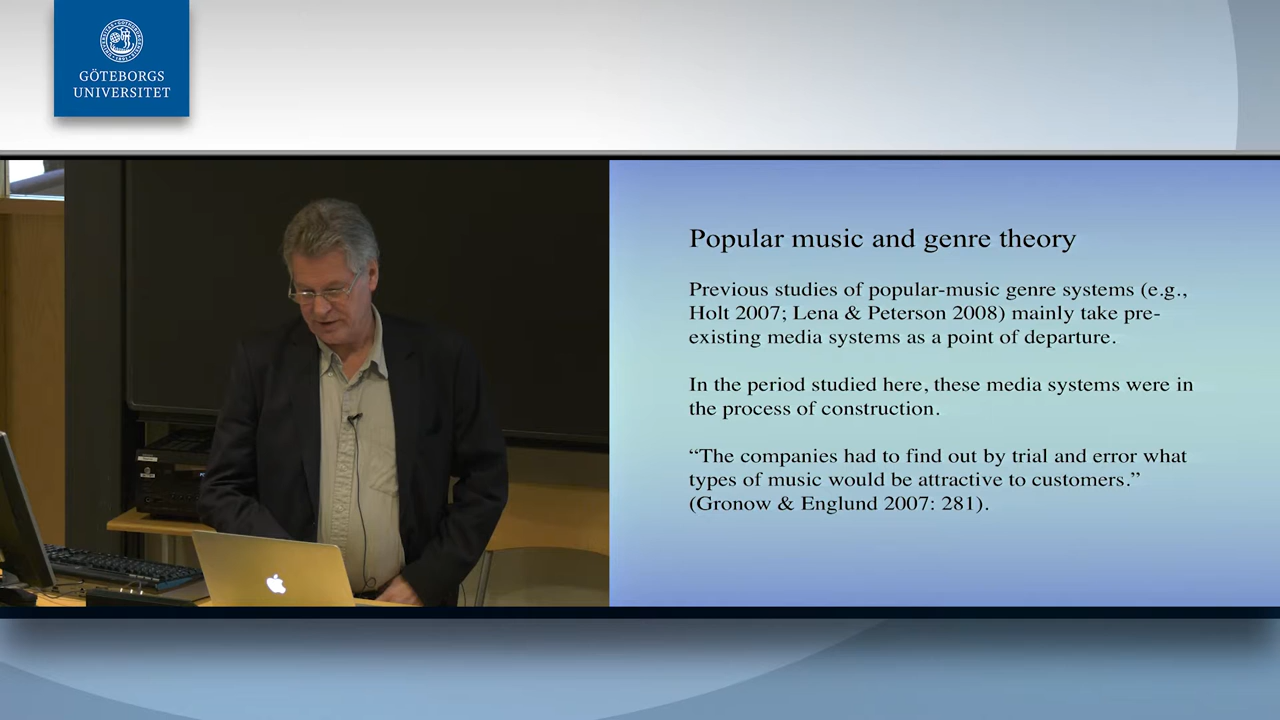 GÖTEBORGS
UNIVERSITET
Popular music and genre theory
Previous studies of popular-music genre systems (e.g.,
Holt 2007; Lena & Peterson 2008) mainly take pre-
existing media systems as a point of departure.
In the period studied here, these media systems were in
the process of construction.
“The companies had to find out by trial and error what
types of music would be attractive to customers.”
(Gronow & Englund 2007: 281).